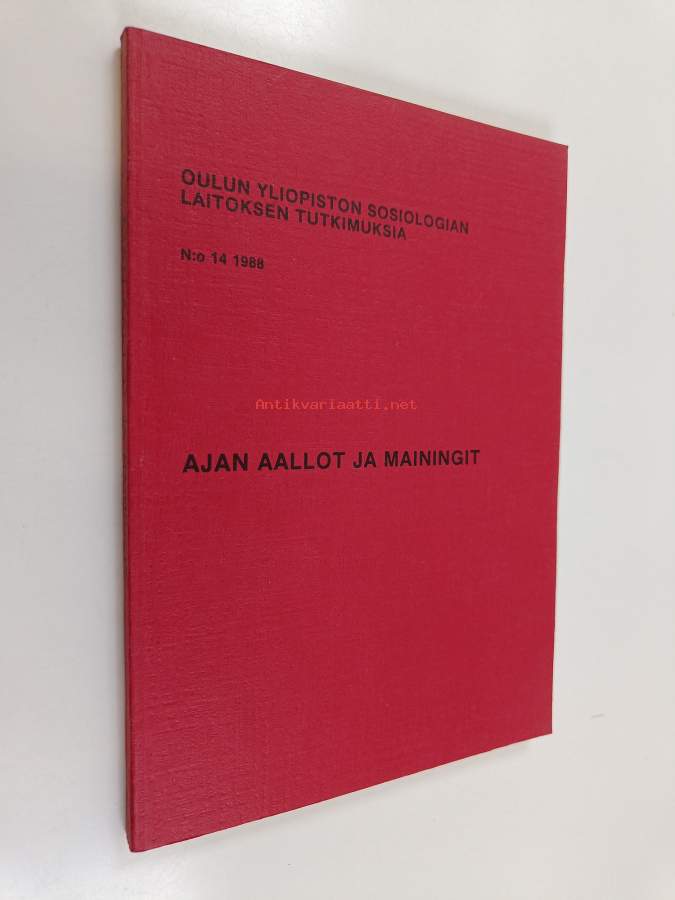 OULUN YLIOPISTON SOSIOLOGIAN
LAITOKSEN TUTKIMUKSIA
N:o 14 1988
Antikvariaatti.net
AJAN AALLOT JA MAININGIT